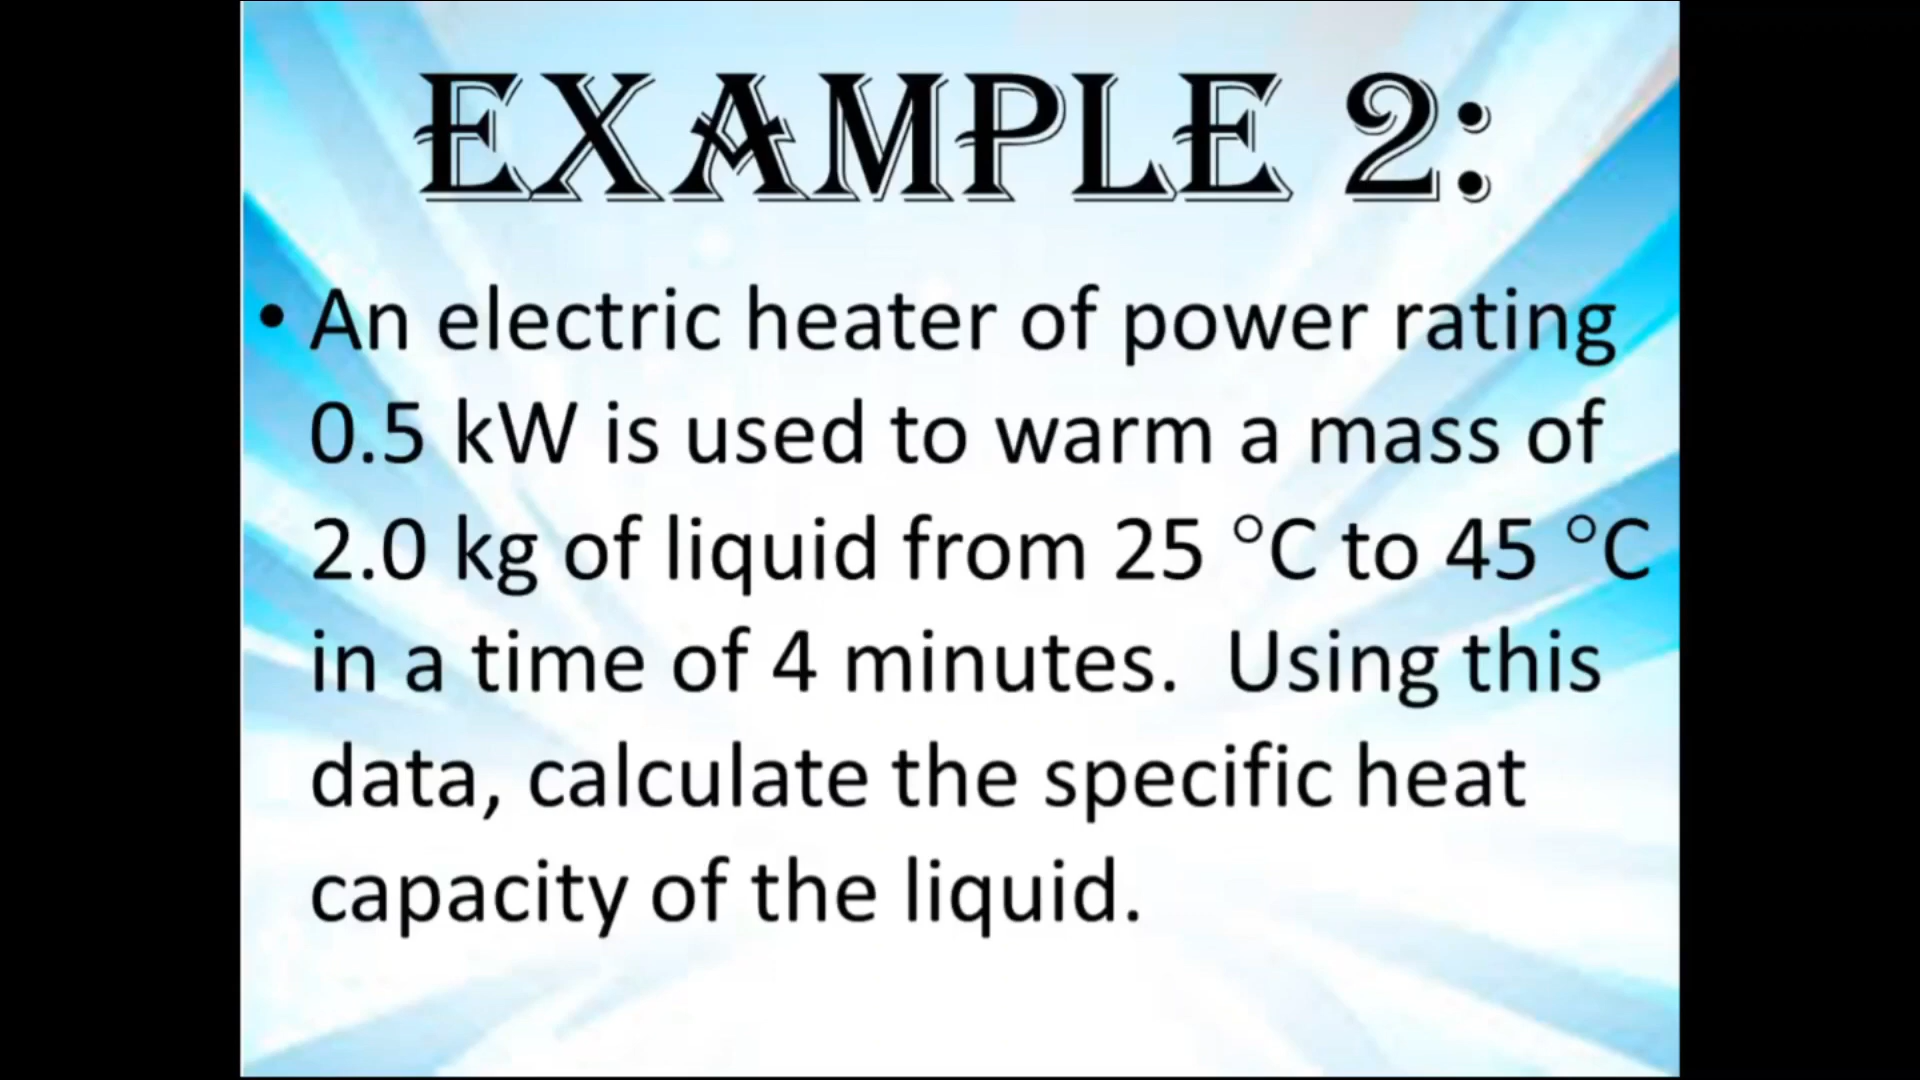 EXAMPLE 2:
• An electric heater of power rating
0.5 kW is used to warm a mass of
2.0 kg of liquid from 25 °C to 45 °C
in a time of 4 minutes.  Using this
data, calculate the specific heat
capacity of the liquid.